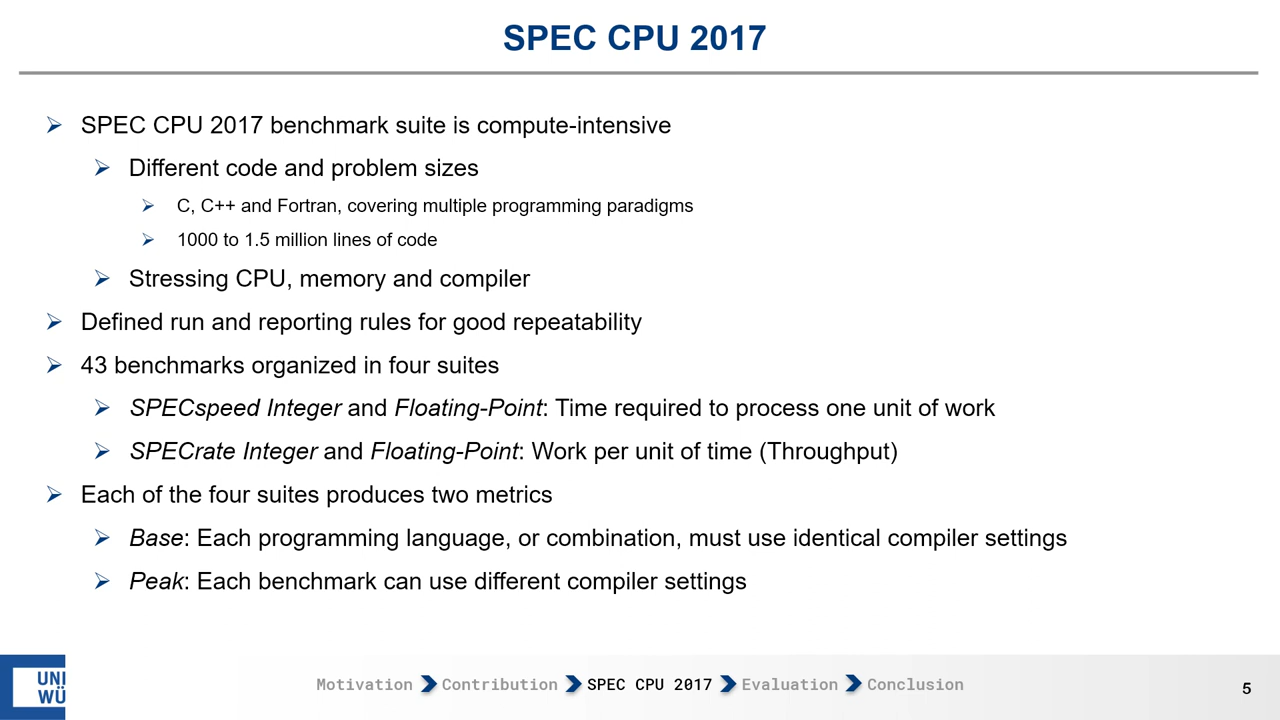 SPEC CPU 2017
SPEC CPU 2017 benchmark suite is compute-intensive
Different code and problem sizes
C, C++ and Fortran, covering multiple programming paradigms
1000 to 1.5 million lines of code
Stressing CPU, memory and compiler
Defined run and reporting rules for good repeatability
43 benchmarks organized in four suites
SPECspeed Integer and Floating-Point: Time required to process one unit of work
SPECrate Integer and Floating-Point: Work per unit of time (Throughput)
Each of the four suites produces two metrics
Base: Each programming language, or combination, must use identical compiler settings
Peak: Each benchmark can use different compiler settings
UNI
WÜ
Motivation Contribution SPEC CPU 2017 Evaluation Conclusion
5